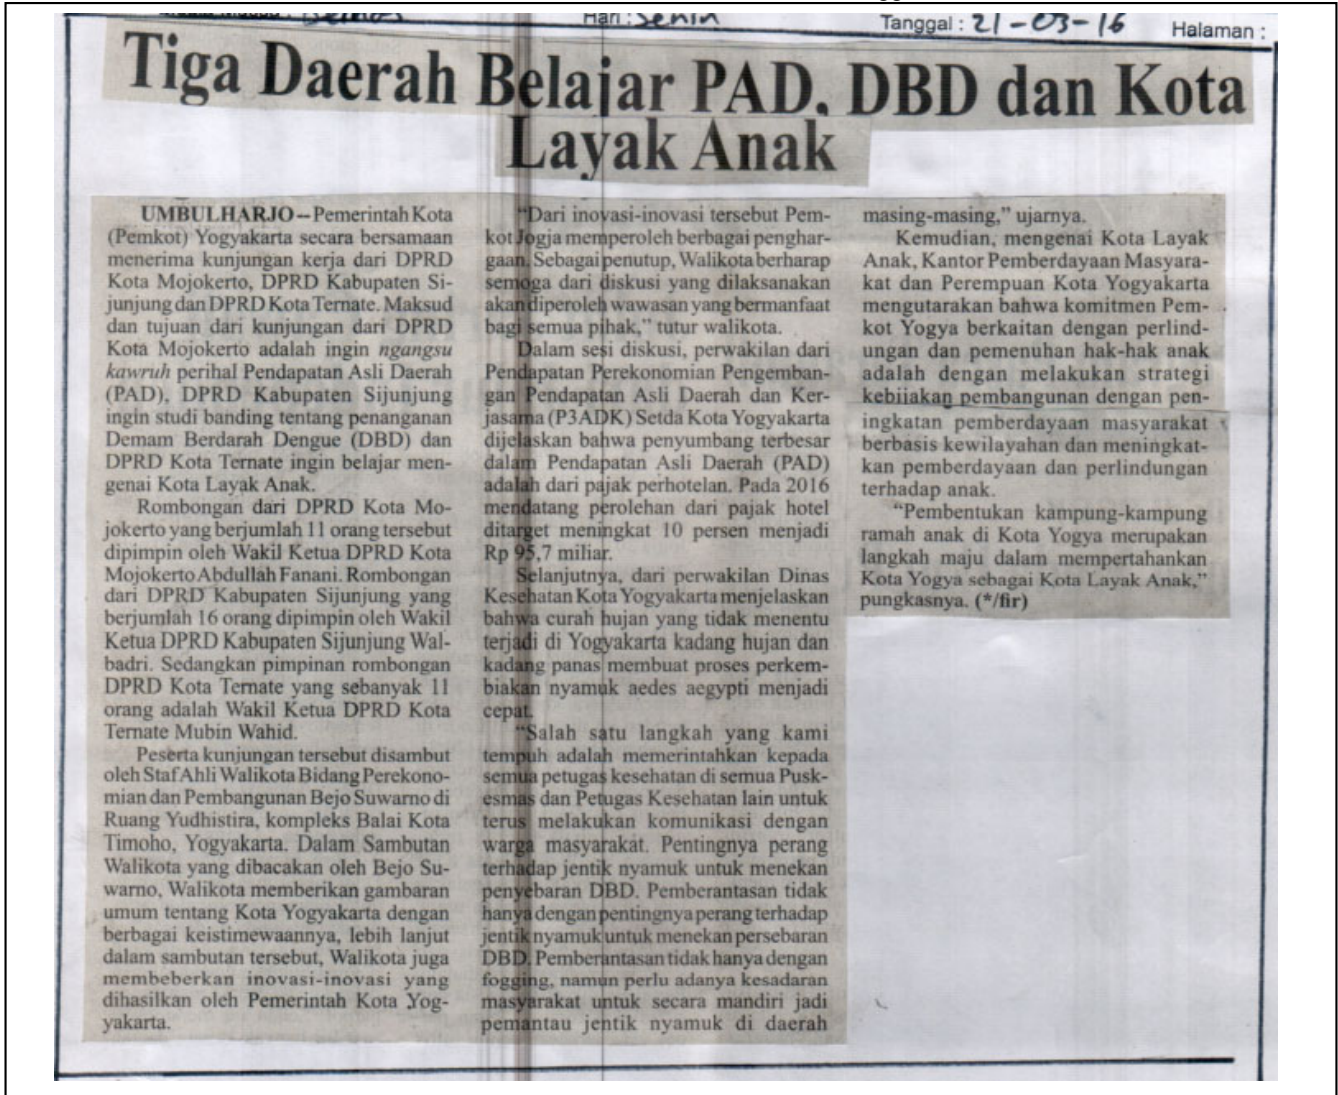 Bernas
Hari : Senin
Tanggal : 21-03-16
Halaman :
Tiga Daerah Belajar PAD, DBD dan Kota
Layak Anak
UMBULHARJO – Pemerintah Kota
(Pemkot) Yogyakarta secara bersamaan
menerima kunjungan kerja dari DPRD
Kota Mojokerto, DPRD Kabupaten Si-
junjung dan DPRD Kota Ternate. Maksud
dan tujuan dari kunjungan dari DPRD
Kota Mojokerto adalah ingin ngangsu
kawruh perihal Pendapatan Asli Daerah
(PAD), DPRD Kabupaten Sijunjung
ingin studi banding tentang penanganan
Demam Berdarah Dengue (DBD) dan
DPRD Kota Ternate ingin belajar men-
genai Kota Layak Anak.
Rombongan dari DPRD Kota Mo-
jokerto yang berjumlah 11 orang tersebut
dipimpin oleh Wakil Ketua DPRD Kota
Mojokerto Abdullah Fanani. Rombongan
dari DPRD Kabupaten Sijunjung yang
berjumlah 16 orang dipimpin oleh Wakil
Ketua DPRD Kabupaten Sijunjung Wal-
badri. Sedangkan pimpinan rombongan
DPRD Kota Ternate yang sebanyak 11
orang adalah Wakil Ketua DPRD Kota
Ternate Mubin Wahid.
Peserta kunjungan tersebut disambut
oleh Staf Ahli Walikota Bidang Perekono-
mian dan Pembangunan Bejo Suwarno di
Ruang Yudhistira, kompleks Balai Kota
Timoho, Yogyakarta. Dalam Sambutan
Walikota yang dibacakan oleh Bejo Su-
warno, Walikota memberikan gambaran
umum tentang Kota Yogyakarta dengan
berbagai keistimewaannya, lebih lanjut
dalam sambutan tersebut, Walikota juga
membeberkan inovasi-inovasi yang
dihasilkan oleh Pemerintah Kota Yog-
yakarta.
“Dari inovasi-inovasi tersebut Pem-
kot Jogja memperoleh berbagai penghar-
gaan. Sebagai penutup, Walikota berharap
semoga dari diskusi yang dilaksanakan
akan diperoleh wawasan yang bermanfaat
bagi semua pihak,” tutur walikota.
Dalam sesi diskusi, perwakilan dari
Pendapatan Perekonomian Pengemban-
gan Pendapatan Asli Daerah dan Ker-
jasama (P3ADK) Setda Kota Yogyakarta
dijelaskan bahwa penyumbang terbesar
dalam Pendapatan Asli Daerah (PAD)
adalah dari pajak perhotelan. Pada 2016
mendatang perolehan dari pajak hotel
ditarget meningkat 10 persen menjadi
Rp 95,7 miliar.
Selanjutnya, dari perwakilan Dinas
Kesehatan Kota Yogyakarta menjelaskan
bahwa curah hujan yang tidak menentu
terjadi di Yogyakarta kadang hujan dan
kadang panas membuat proses perkem-
biakan nyamuk aedes aegypti menjadi
cepat.
“Salah satu langkah yang kami
tempuh adalah memerintahkan kepada
semua petugas kesehatan di semua Pusk-
esmas dan Petugas Kesehatan lain untuk
terus melakukan komunikasi dengan
warga masyarakat. Pentingnya perang
terhadap jentik nyamuk untuk menekan
penyebaran DBD. Pemberantasan tidak
hanya dengan pentingnya perang terhadap
jentik nyamuk untuk menekan persebaran
DBD. Pemberantasan tidak hanya dengan
fogging, namun perlu adanya kesadaran
masyarakat untuk secara mandiri jadi
pemantau jentik nyamuk di daerah
masing-masing,” ujarnya.
Kemudian, mengenai Kota Layak
Anak, Kantor Pemberdayaan Masyara-
kat dan Perempuan Kota Yogyakarta
mengutarakan bahwa komitmen Pem-
kot Yogya berkaitan dengan perlind-
ungan dan pemenuhan hak-hak anak
adalah dengan melakukan strategi
kebijakan pembangunan dengan pen-
ingkatan pemberdayaan masyarakat
berbasis kewilayahan dan meningkat-
kan pemberdayaan dan perlindungan
terhadap anak.
“Pembentukan kampung-kampung
ramah anak di Kota Yogya merupakan
langkah maju dalam mempertahankan
Kota Yogya sebagai Kota Layak Anak,”
pungkasnya. (*/fir)